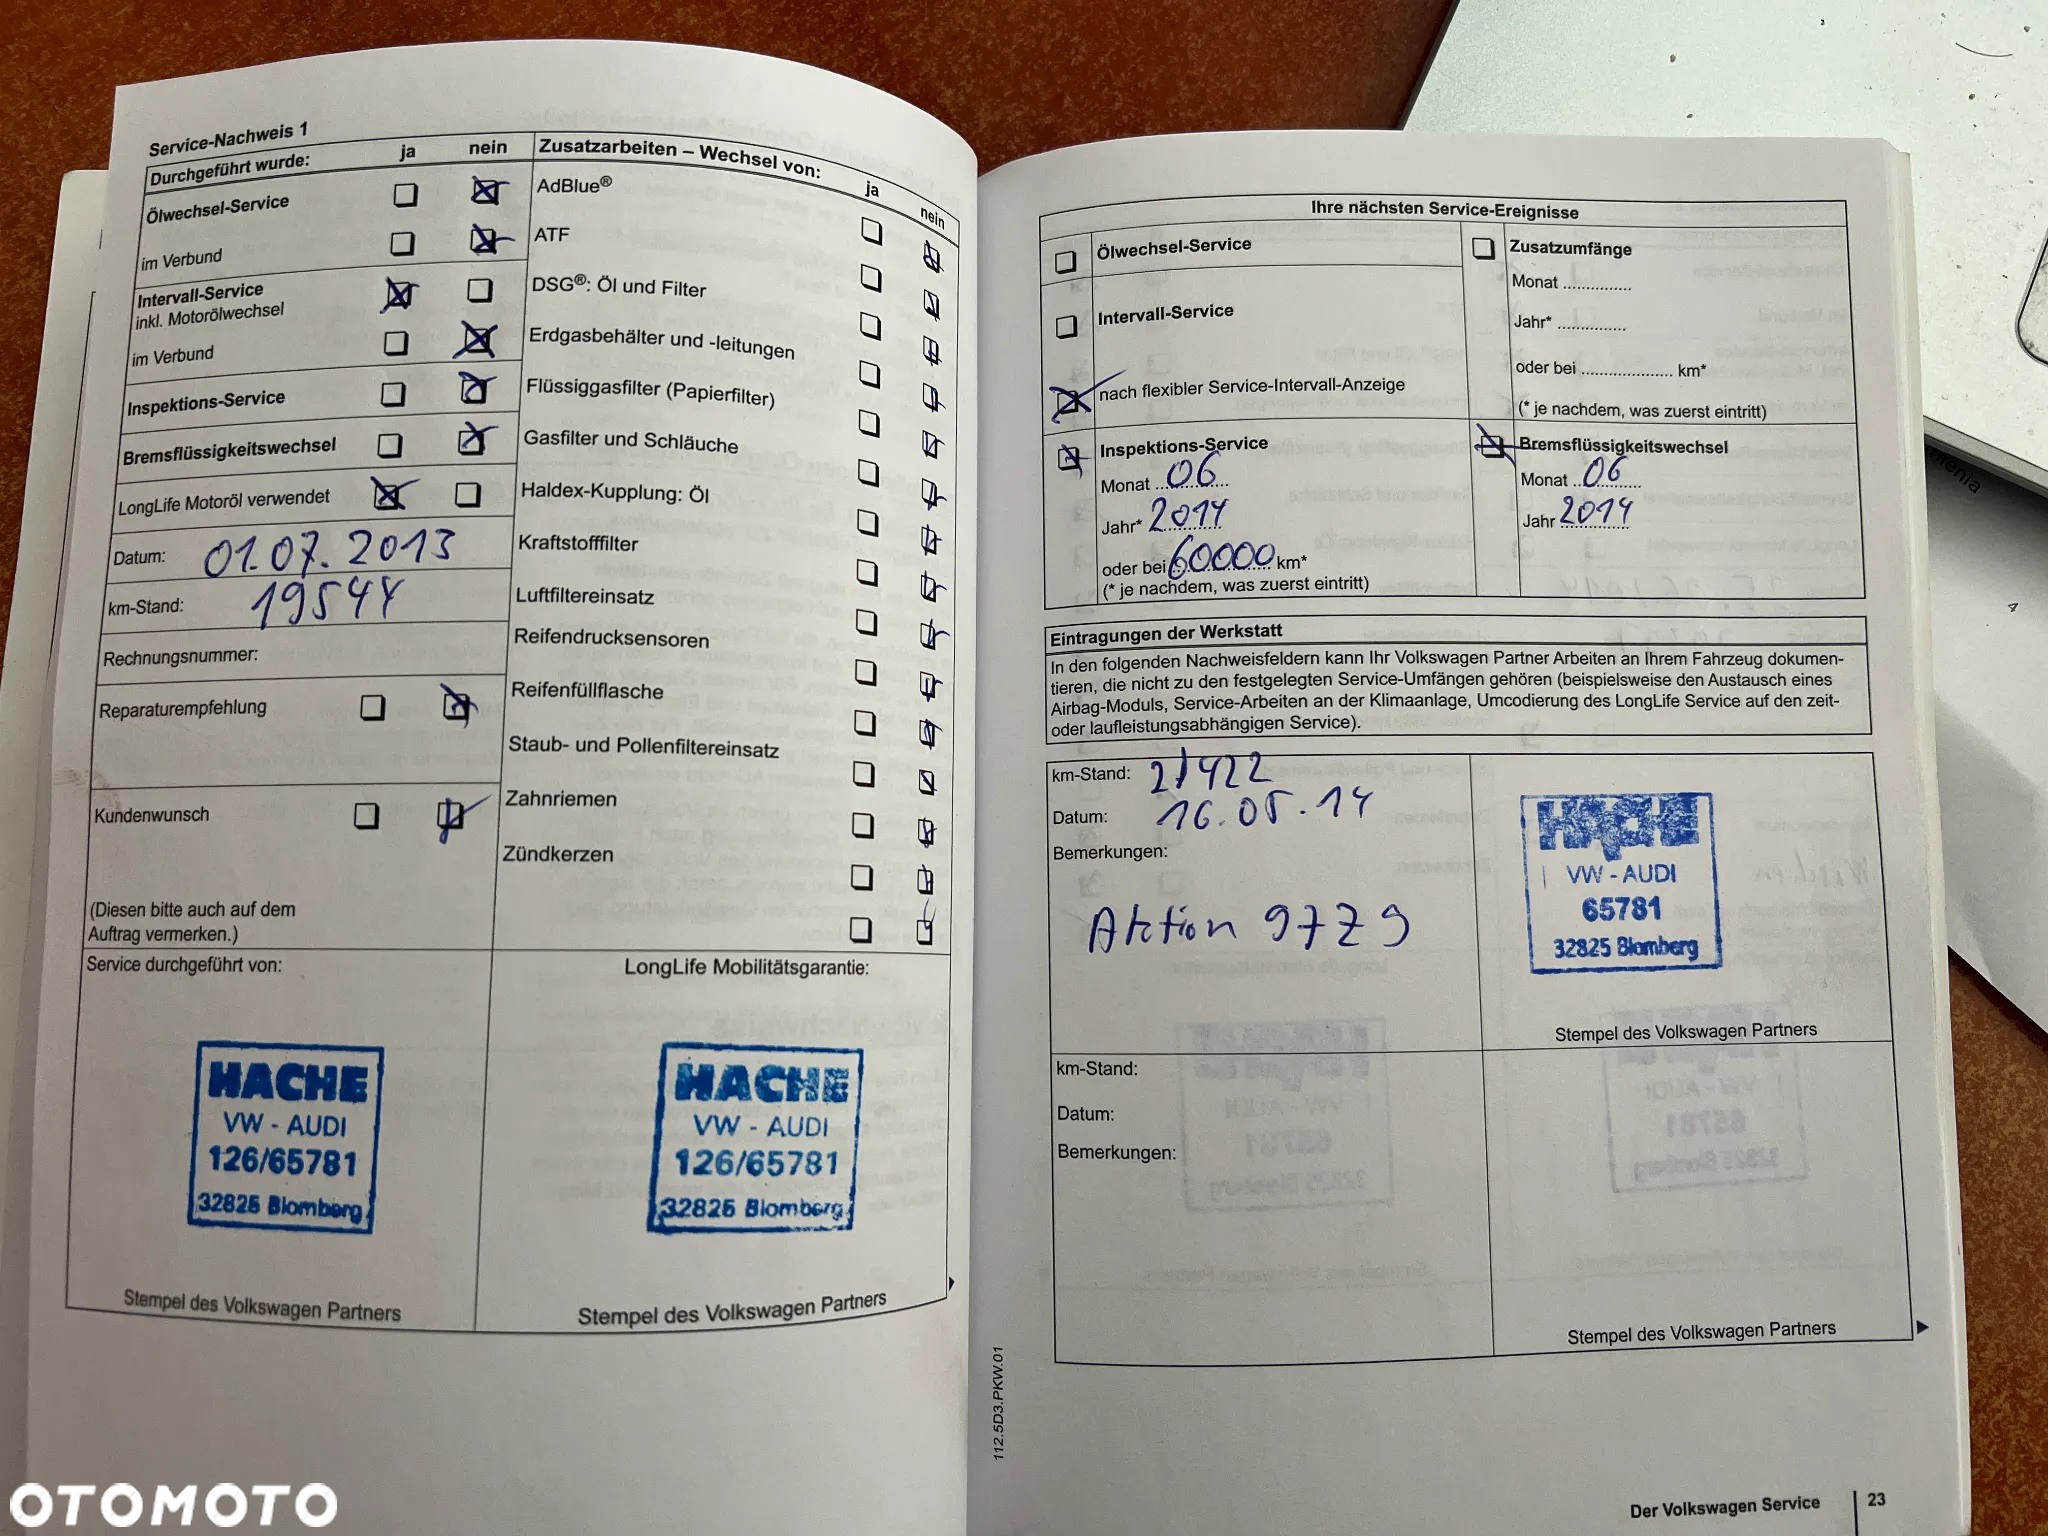 Service-Nachweis 1
Durchgeführt wurde: ja nein
Ölwechsel-Service
im Verbund
Intervall-Service
inkl. Motorölwechsel
im Verbund
Inspektions-Service
Bremsflüssigkeitswechsel
LongLife Motoröl verwendet
Datum: 01.07.2013
km-Stand: 19544
Rechnungsnummer:
Reparaturempfehlung
Kundenwunsch
(Diesen bitte auch auf dem
Auftrag vermerken.)
Zusatzarbeiten – Wechsel von: ja nein
AdBlue®
ATF
DSG®: Öl und Filter
Erdgasbehälter und -leitungen
Flüssiggasfilter (Papierfilter)
Gasfilter und Schläuche
Haldex-Kupplung: Öl
Kraftstofffilter
Luftfiltereinsatz
Reifendrucksensoren
Reifenfüllflasche
Staub- und Pollenfiltereinsatz
Zahnriemen
Zündkerzen
Service durchgeführt von:
HACHE
VW - AUDI
126/65781
32825 Blomberg
Stempel des Volkswagen Partners
LongLife Mobilitätsgarantie:
HACHE
VW - AUDI
126/65781
32825 Blomberg
Stempel des Volkswagen Partners
Ihre nächsten Service-Ereignisse
Ölwechsel-Service
Intervall-Service
nach flexibler Service-Intervall-Anzeige
Zusatzumfänge
Monat ..............
Jahr* ..............
oder bei .................... km*
(* je nachdem, was zuerst eintritt)
Inspektions-Service
Monat 06
Jahr* 2014
oder bei 60000 km*
(* je nachdem, was zuerst eintritt)
Bremsflüssigkeitswechsel
Monat 06
Jahr 2014
Eintragungen der Werkstatt
In den folgenden Nachweisfeldern kann Ihr Volkswagen Partner Arbeiten an Ihrem Fahrzeug dokumen-
tieren, die nicht zu den festgelegten Service-Umfängen gehören (beispielsweise den Austausch eines
Airbag-Moduls, Service-Arbeiten an der Klimaanlage, Umcodierung des LongLife Service auf den zeit-
oder laufleistungsabhängigen Service).
km-Stand: 21422
Datum: 16.05.14
Bemerkungen:
Aktion 97Z9
HACHE
VW - AUDI
65781
32825 Blomberg
Stempel des Volkswagen Partners
km-Stand:
Datum:
Bemerkungen:
Stempel des Volkswagen Partners
112.5D3.PKW.01
Der Volkswagen Service 23
OTOMOTO